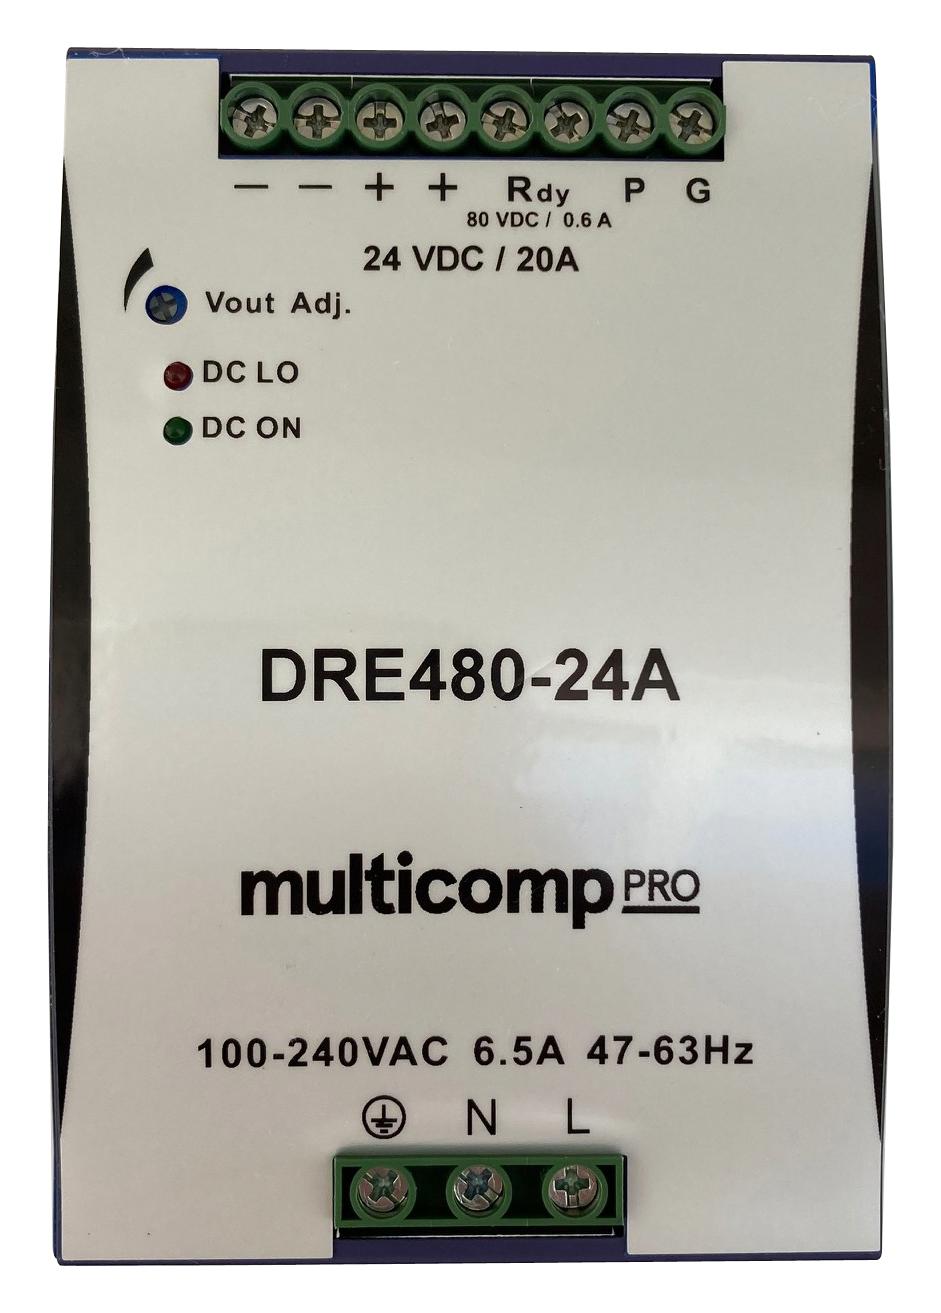 − − + + Rdy P G
80 VDC / 0.6 A
24 VDC / 20A
Vout Adj.
DC LO
DC ON
DRE480-24A
multicomp PRO
100-240VAC 6.5A 47-63Hz
N L